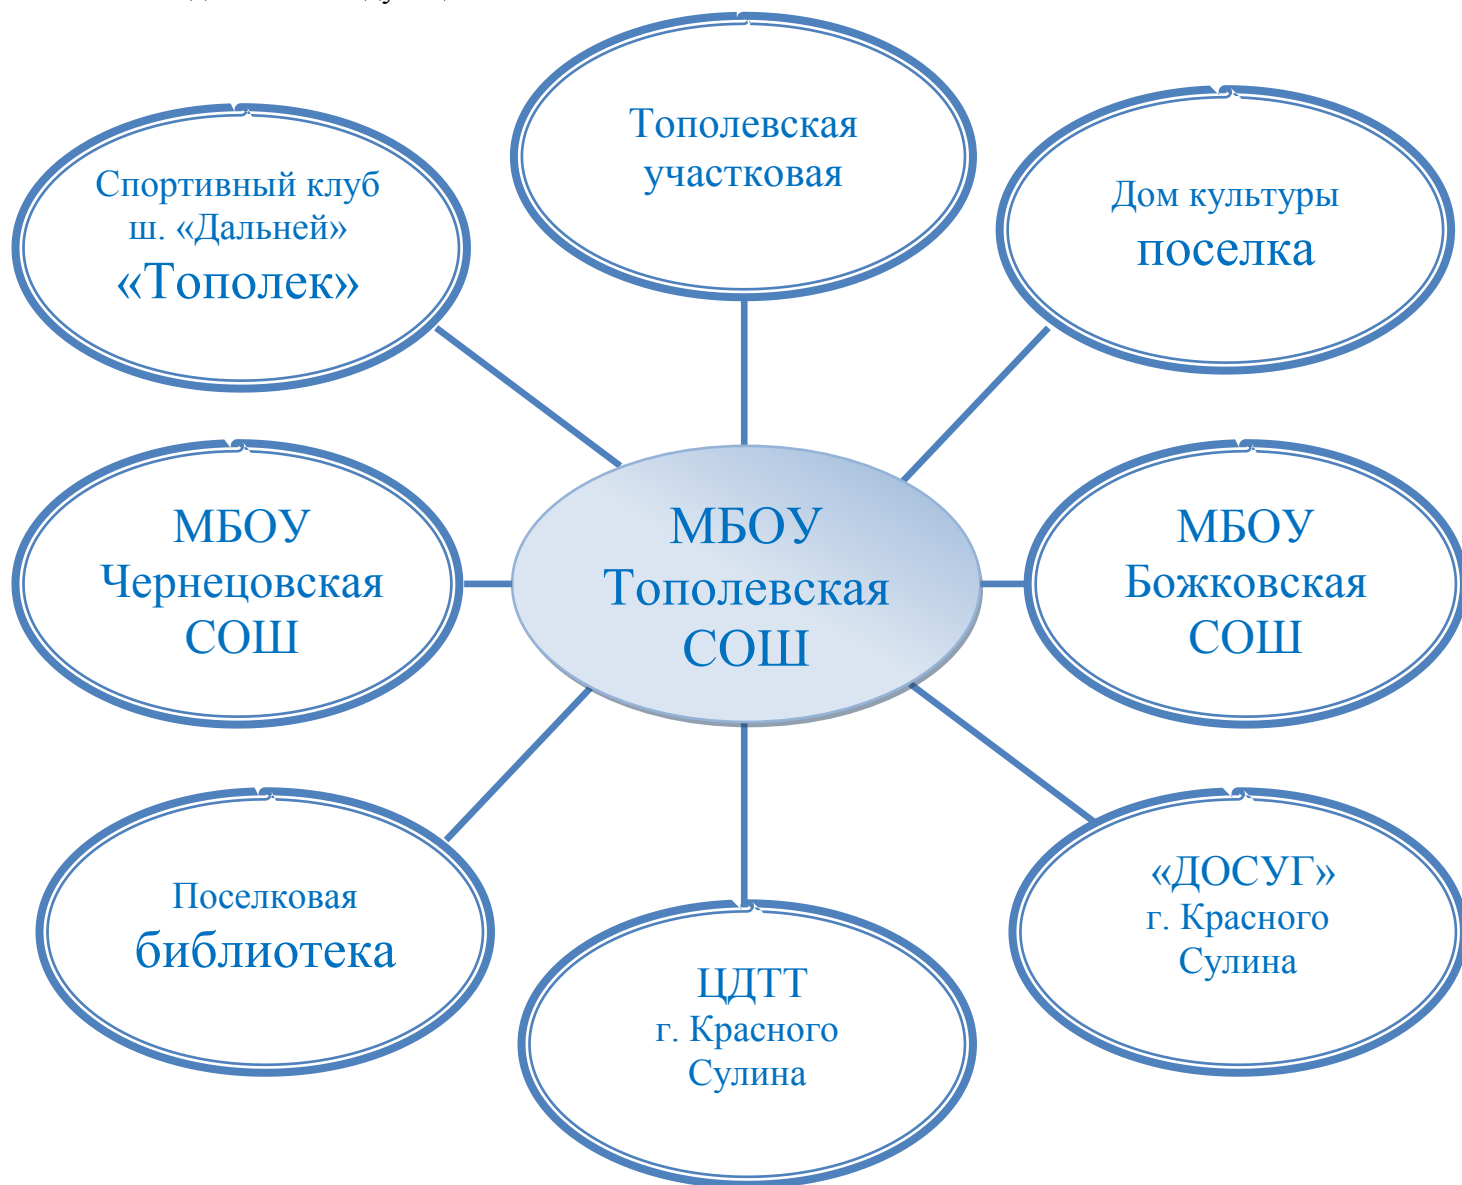 Тополевская
участковая
Спортивный клуб
ш. «Дальней»
«Тополек»
Дом культуры
поселка
МБОУ
Чернецовская
СОШ
МБОУ
Тополевская
СОШ
МБОУ
Божковская
СОШ
Поселковая
библиотека
ЦДТТ
г. Красного
Сулина
«ДОСУГ»
г. Красного
Сулина